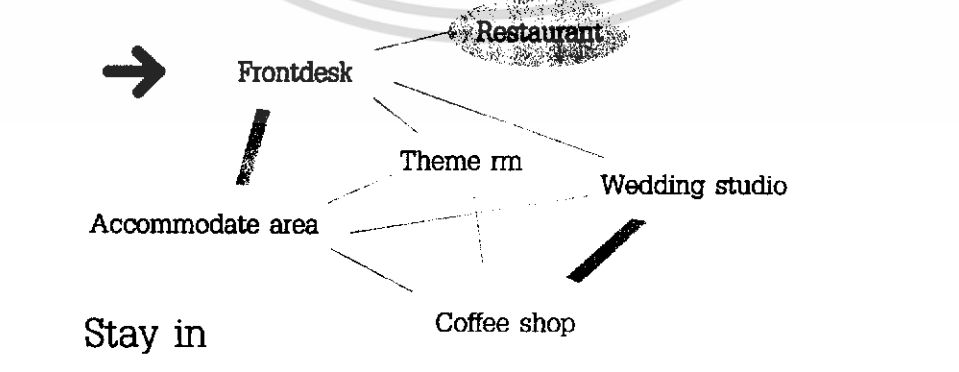 Restaurant
Frontdesk
Theme rm
Wedding studio
Accommodate area
Coffee shop
Stay in